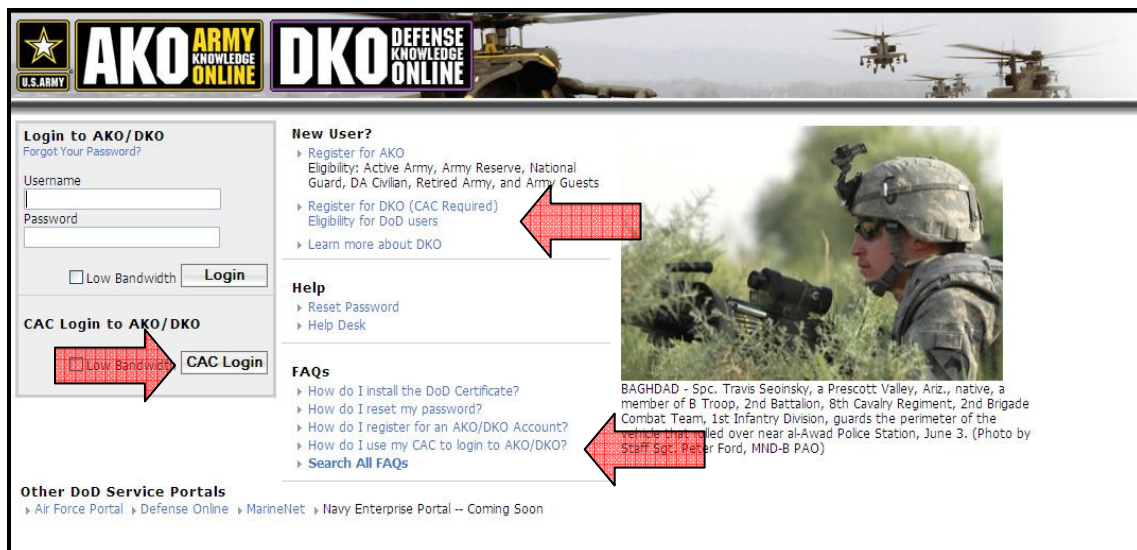 U.S.ARMY
AKO ARMY KNOWLEDGE ONLINE
DKO DEFENSE KNOWLEDGE ONLINE
Login to AKO/DKO
Forgot Your Password?
Username
Password
Low Bandwidth Login
CAC Login to AKO/DKO
Low Bandwidth CAC Login
New User?
Register for AKO
Eligibility: Active Army, Army Reserve, National
Guard, DA Civilian, Retired Army, and Army Guests
Register for DKO (CAC Required)
Eligibility for DoD users
Learn more about DKO
Help
Reset Password
Help Desk
FAQs
How do I install the DoD Certificate?
How do I reset my password?
How do I register for an AKO/DKO Account?
How do I use my CAC to login to AKO/DKO?
Search All FAQs
BAGHDAD - Spc. Travis Seoinsky, a Prescott Valley, Ariz., native, a
member of B Troop, 2nd Battalion, 8th Cavalry Regiment, 2nd Brigade
Combat Team, 1st Infantry Division, guards the perimeter of the
vehicle that rolled over near al-Awad Police Station, June 3. (Photo by
Staff Sgt. Peter Ford, MND-B PAO)
Other DoD Service Portals
Air Force Portal Defense Online MarineNet Navy Enterprise Portal -- Coming Soon